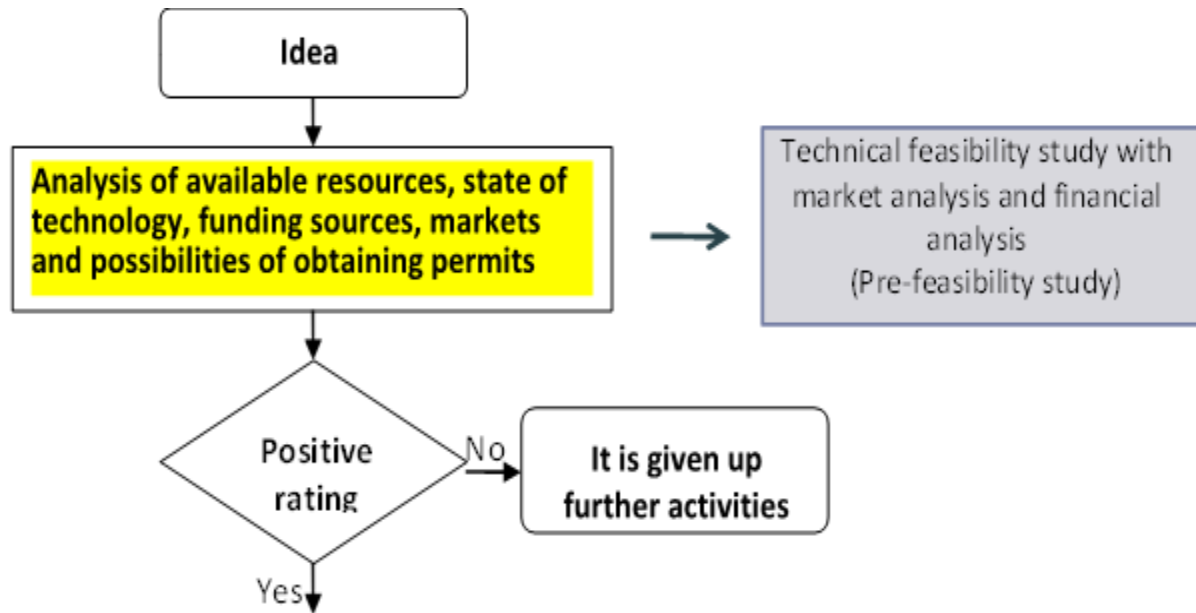 Idea
Analysis of available resources, state of
technology, funding sources, markets
and possibilities of obtaining permits
Technical feasibility study with
market analysis and financial
analysis
(Pre-feasibility study)
Positive
rating
No
It is given up
further activities
Yes